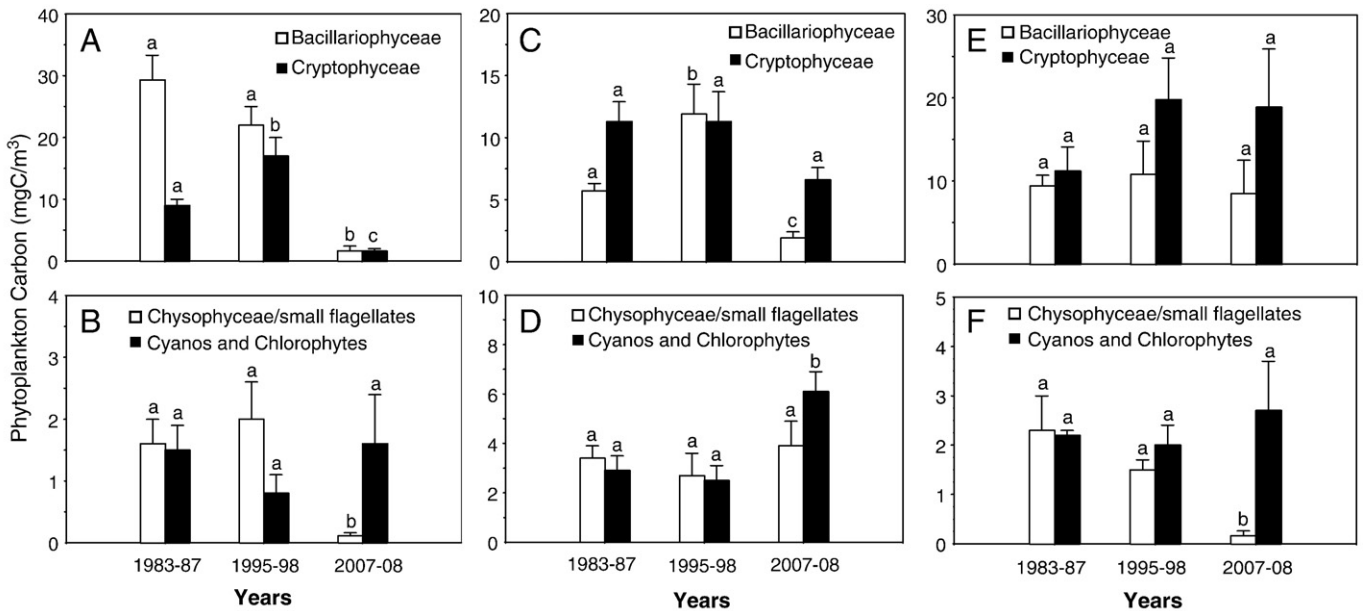 Phytoplankton Carbon (mgC/m³)
A
Bacillariophyceae
Cryptophyceae
40
30
20
10
0
a
a
a
b
b
c
B
Chysophyceae/small flagellates
Cyanos and Chlorophytes
4
3
2
1
0
a
a
a
a
b
a
1983-87 1995-98 2007-08
Years
C
Bacillariophyceae
Cryptophyceae
20
15
10
5
0
a
a
b
a
c
a
D
Chysophyceae/small flagellates
Cyanos and Chlorophytes
10
8
6
4
2
0
a
a
a
a
a
b
1983-87 1995-98 2007-08
Years
E
Bacillariophyceae
Cryptophyceae
30
20
10
0
a
a
a
a
a
a
F
Chysophyceae/small flagellates
Cyanos and Chlorophytes
5
4
3
2
1
0
a
a
a
a
b
a
1983-87 1995-98 2007-08
Years